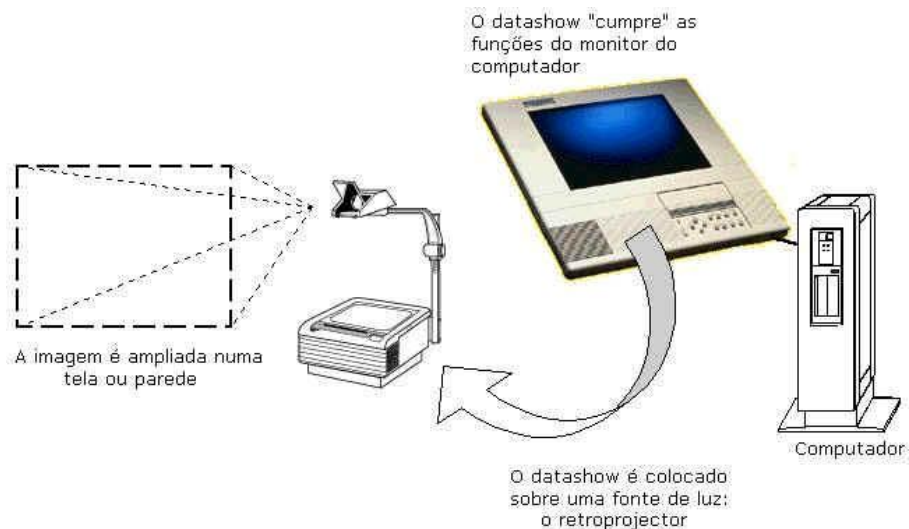 O datashow "cumpre" as
funções do monitor do
computador
A imagem é ampliada numa
tela ou parede
Computador
O datashow é colocado
sobre uma fonte de luz:
o retroprojector